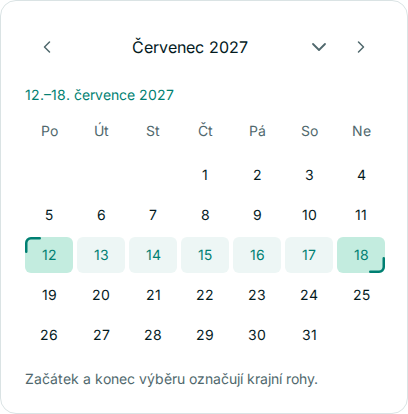 Červenec 2027
12.–18. července 2027
Po Út St Čt Pá So Ne
1 2 3 4
5 6 7 8 9 10 11
12 13 14 15 16 17 18
19 20 21 22 23 24 25
26 27 28 29 30 31
Začátek a konec výběru označují krajní rohy.